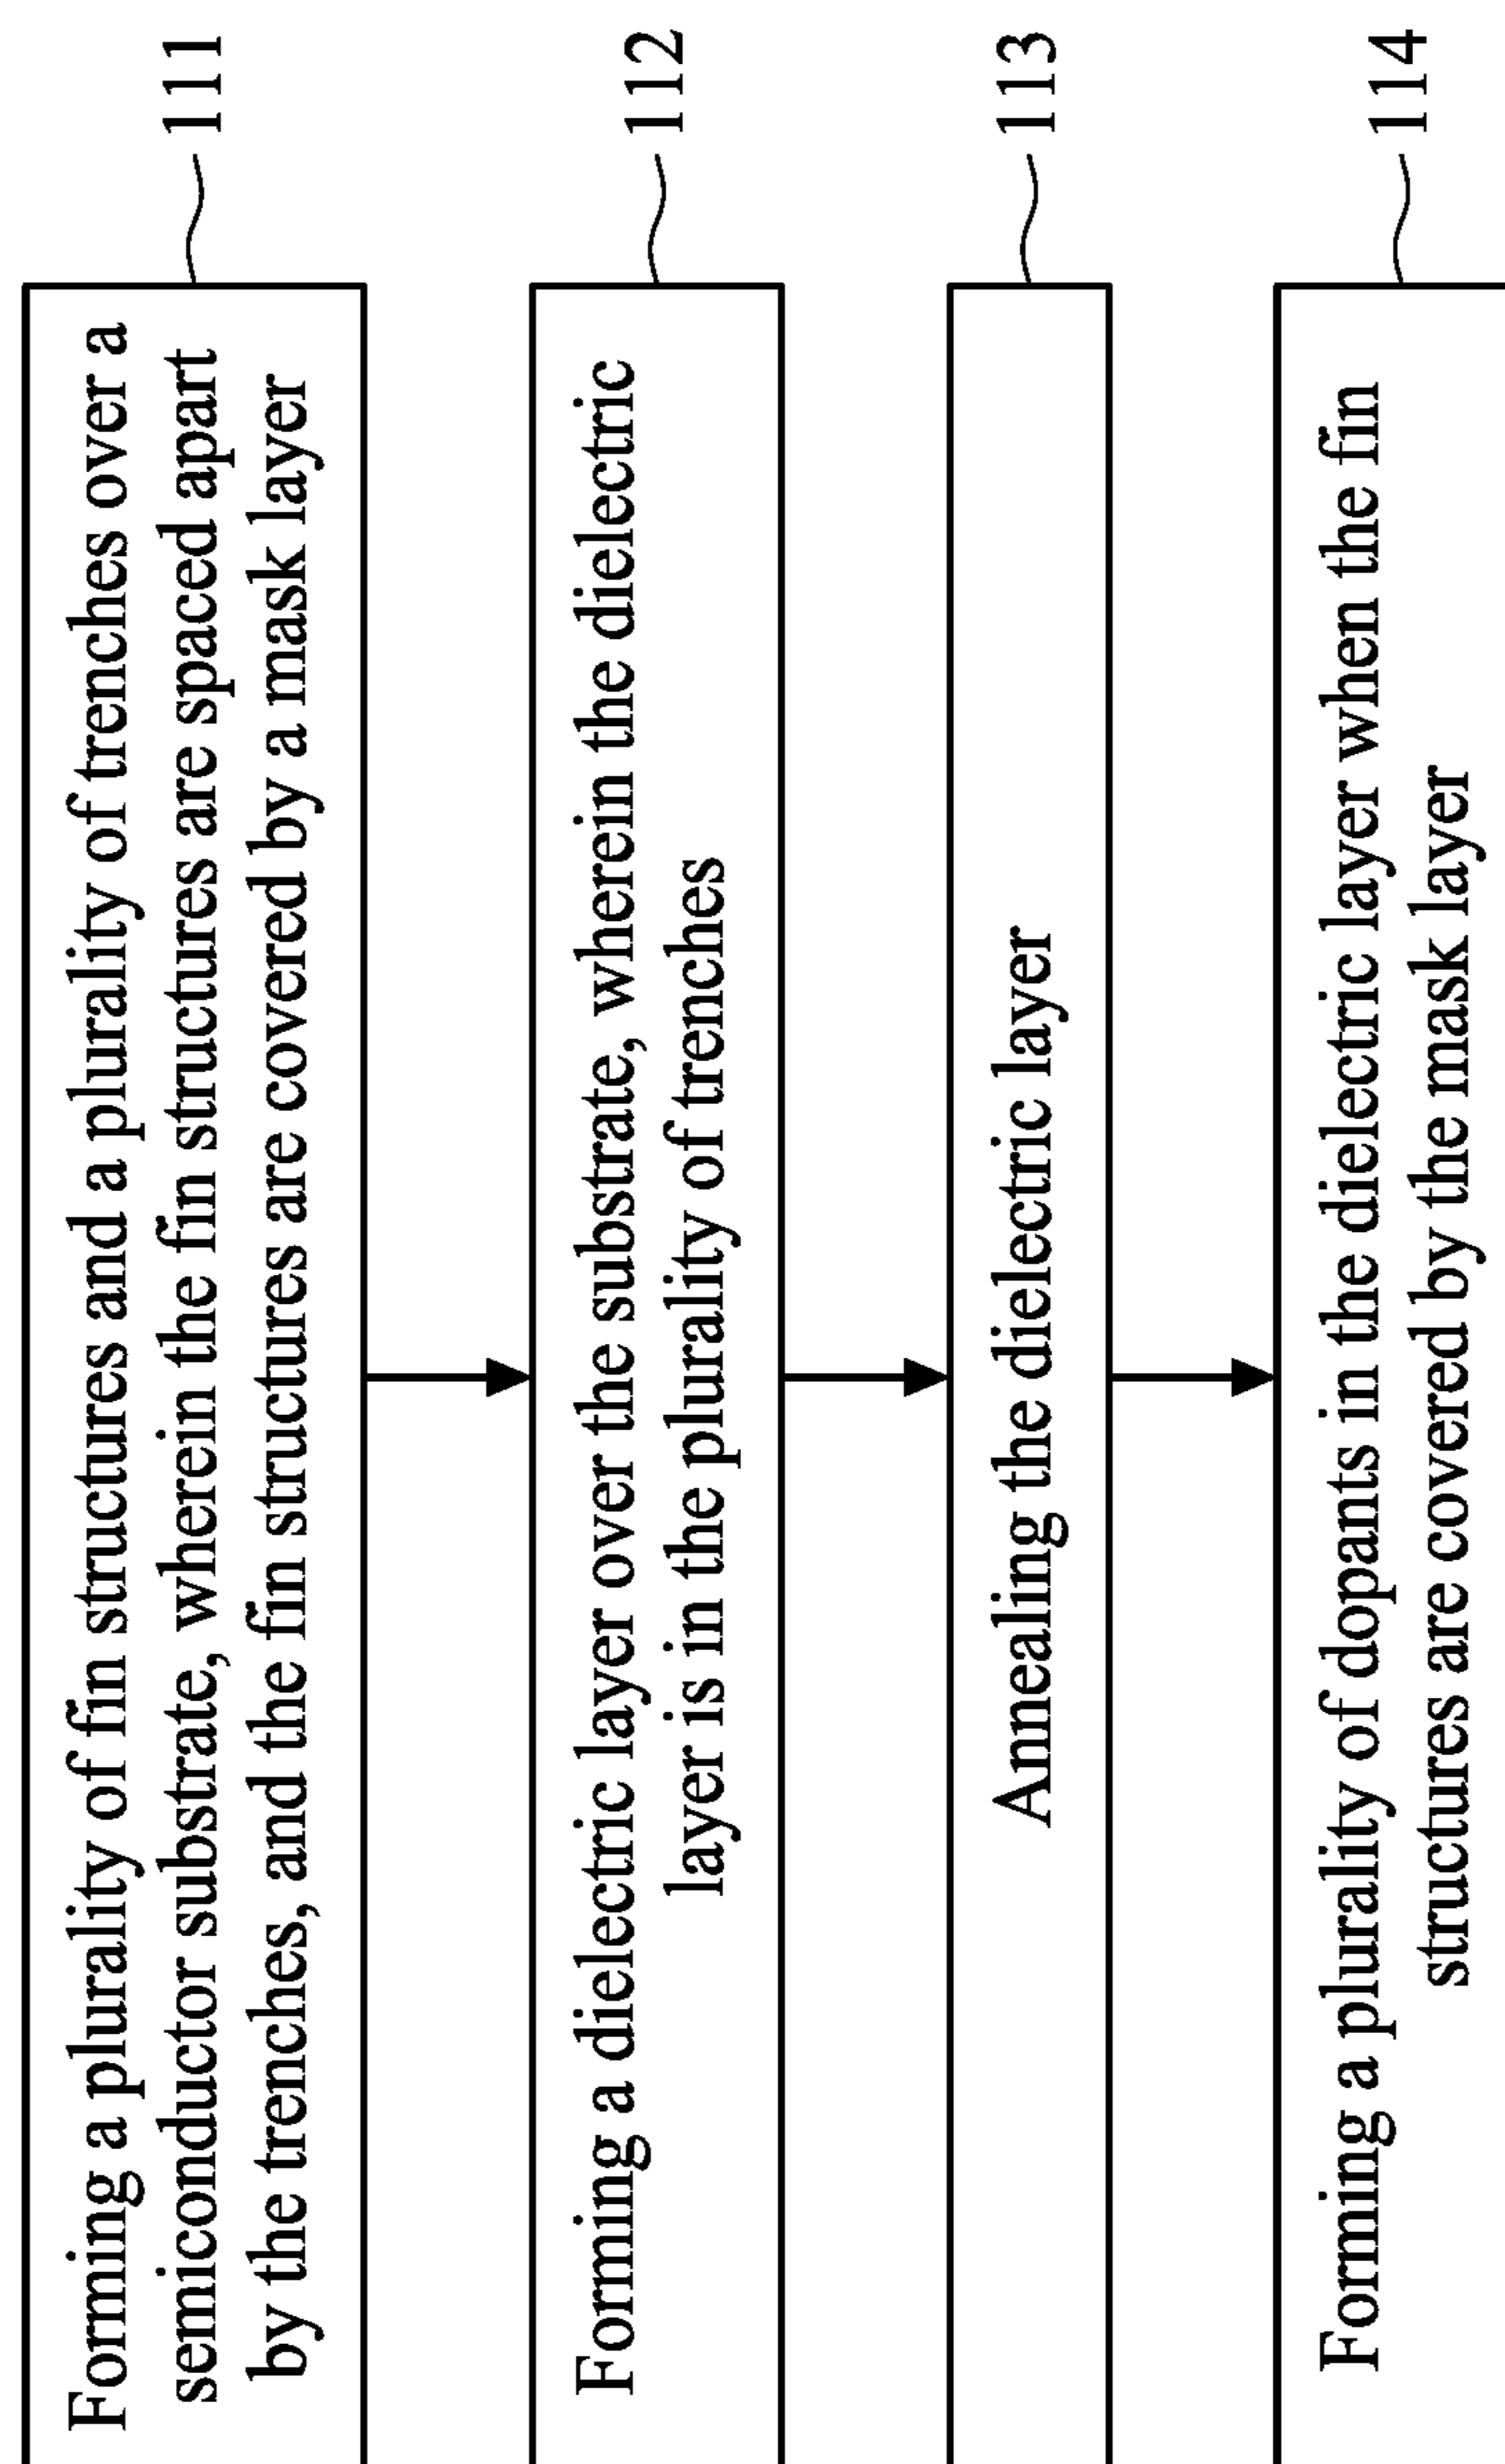 Forming a plurality of fin structures and a plurality of trenches over a
semiconductor substrate, wherein the fin structures are spaced apart
by the trenches, and the fin structures are covered by a mask layer
111
Forming a dielectric layer over the substrate, wherein the dielectric
layer is in the plurality of trenches
112
Annealing the dielectric layer
113
Forming a plurality of dopants in the dielectric layer when the fin
structures are covered by the mask layer
114